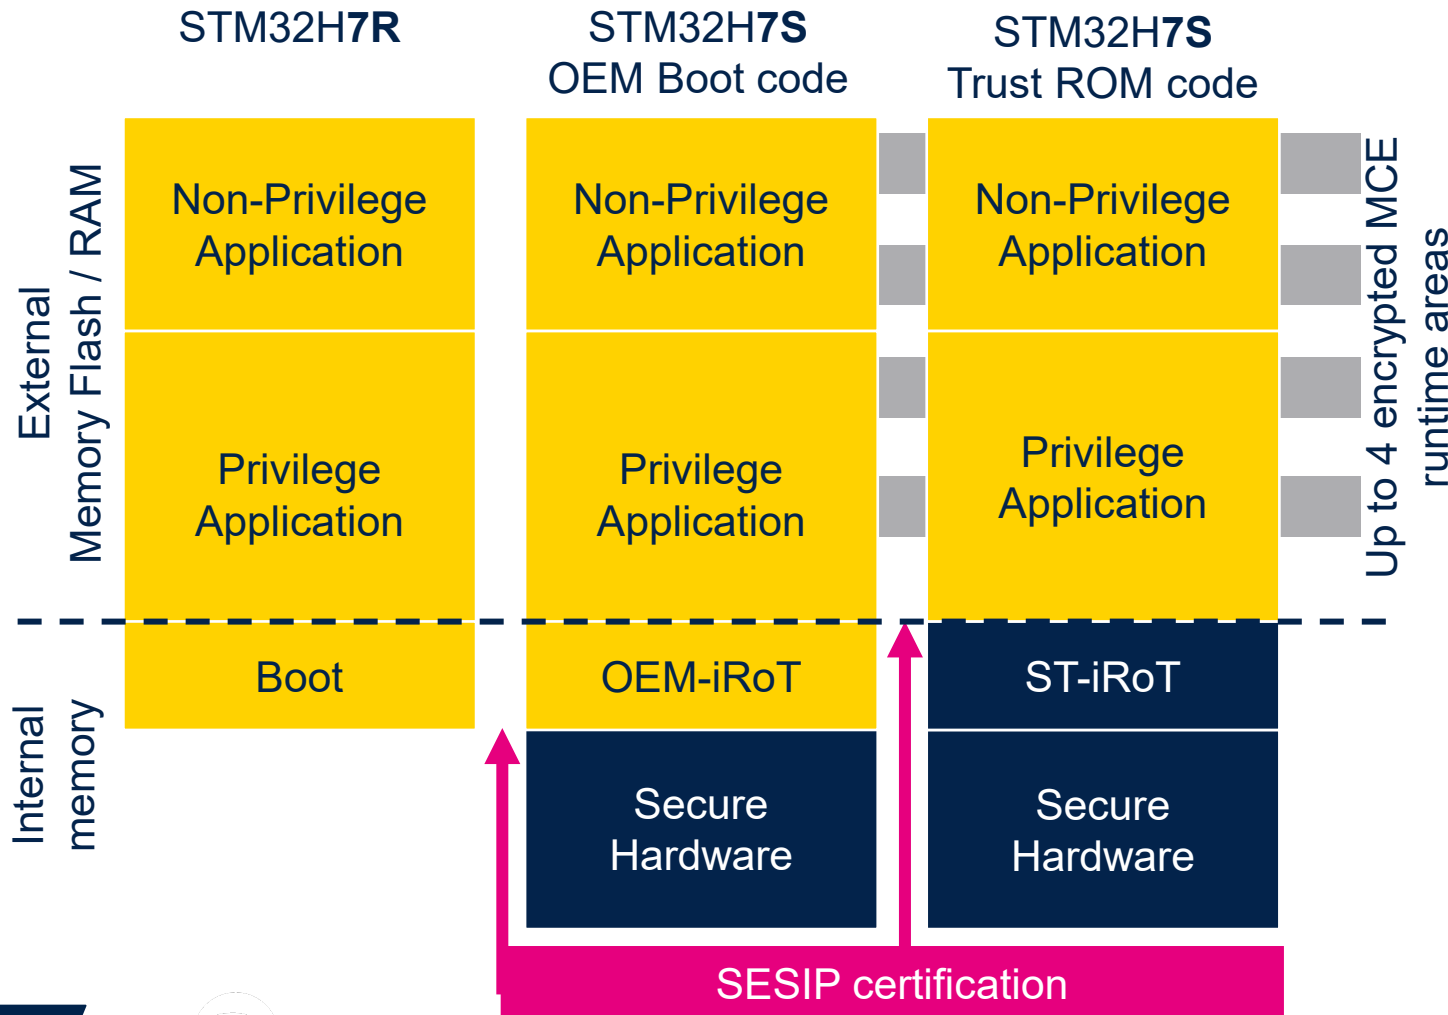 STM32H7R
STM32H7S
OEM Boot code
STM32H7S
Trust ROM code
External
Memory Flash / RAM
Non-Privilege
Application
Non-Privilege
Application
Non-Privilege
Application
Up to 4 encrypted MCE
runtime areas
Privilege
Application
Privilege
Application
Privilege
Application
Internal
memory
Boot
OEM-iRoT
ST-iRoT
Secure
Hardware
Secure
Hardware
SESIP certification